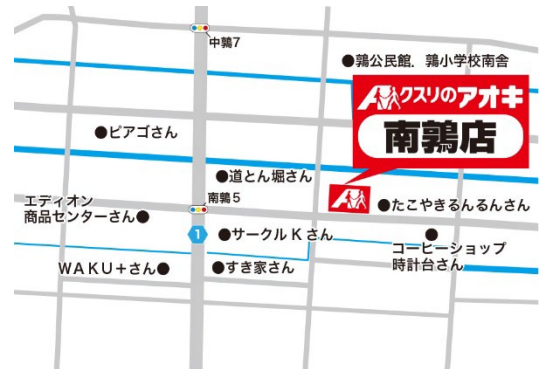 中鶉7
●鶉公民館．鶉小学校南舎
クスリのアオキ
南鶉店
●ピアゴさん
●道とん堀さん
南鶉5
エディオン
商品センターさん●
●たこやきるんるんさん
1
●サークルKさん
コーヒーショップ
時計台さん
WAKU+さん●
●すき家さん